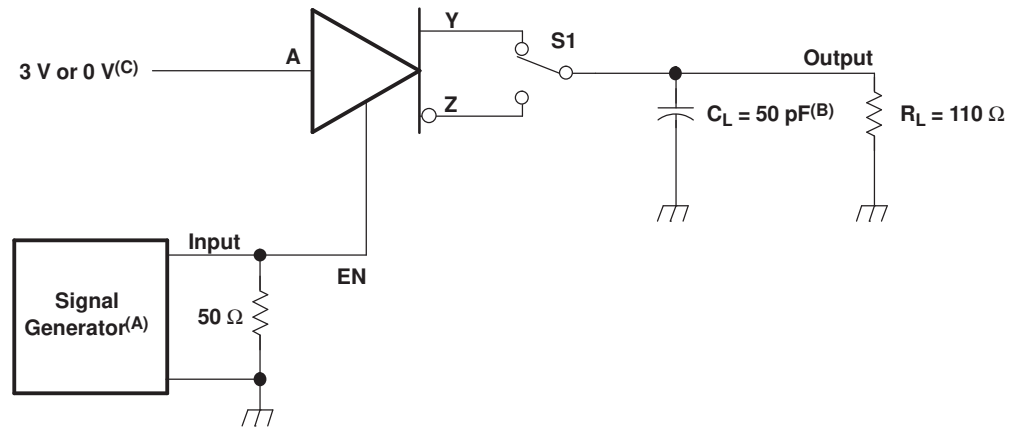 Y
S1
A
3 V or 0 V(C)
Output
Z
CL = 50 pF(B)
RL = 110 Ω
Input
EN
Signal
Generator(A)
50 Ω